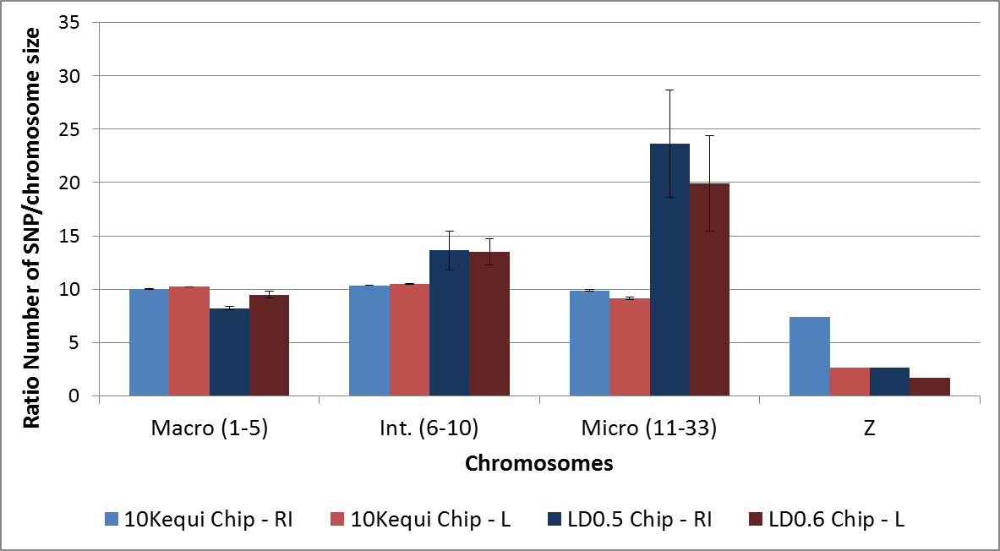 Ratio Number of SNP/chromosome size
35
30
25
20
15
10
5
0
Macro (1-5)
Int. (6-10)
Micro (11-33)
Z
Chromosomes
10Kequi Chip - RI
10Kequi Chip - L
LD0.5 Chip - RI
LD0.6 Chip - L